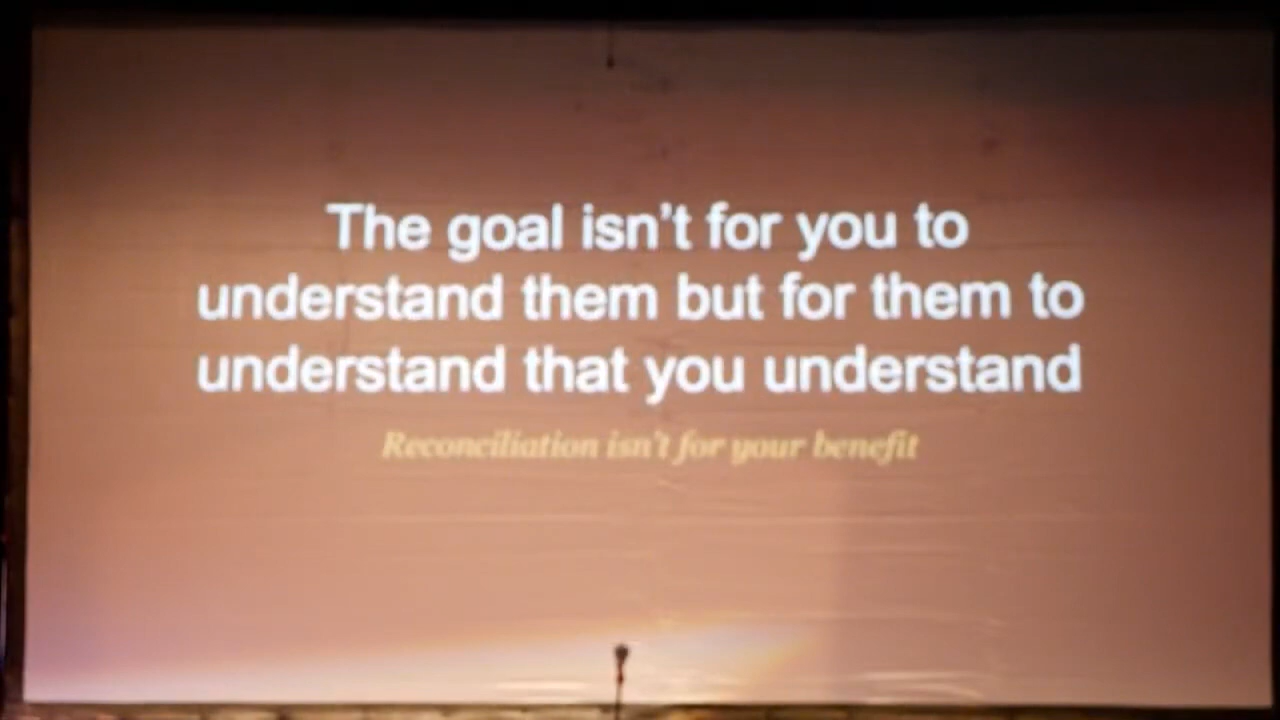 The goal isn’t for you to
understand them but for them to
understand that you understand
Reconciliation isn't for your benefit